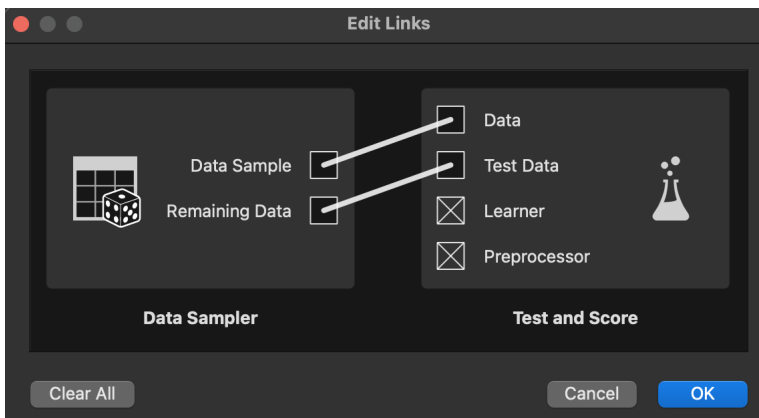 Edit Links
Data Sample
Remaining Data
Data Sampler
Data
Test Data
Learner
Preprocessor
Test and Score
Clear All
Cancel
OK